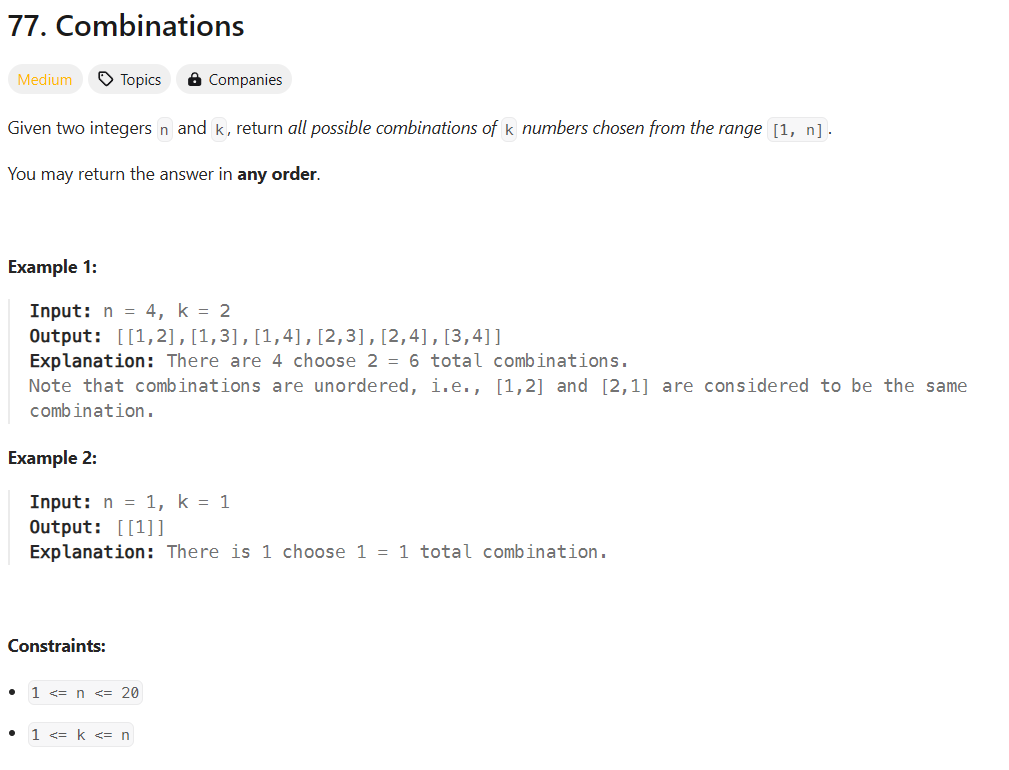 77. Combinations
Medium Topics Companies
Given two integers n and k, return all possible combinations of k numbers chosen from the range [1, n].
You may return the answer in any order.
Example 1:
Input: n = 4, k = 2
Output: [[1,2],[1,3],[1,4],[2,3],[2,4],[3,4]]
Explanation: There are 4 choose 2 = 6 total combinations.
Note that combinations are unordered, i.e., [1,2] and [2,1] are considered to be the same
combination.
Example 2:
Input: n = 1, k = 1
Output: [[1]]
Explanation: There is 1 choose 1 = 1 total combination.
Constraints:
• 1 <= n <= 20
• 1 <= k <= n